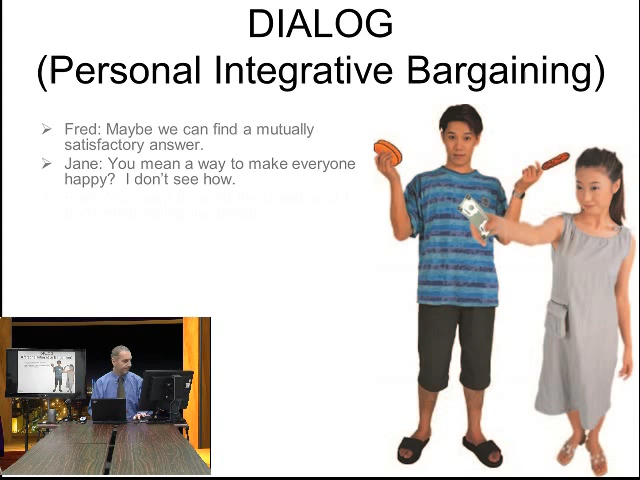 DIALOG
(Personal Integrative Bargaining)
➢ Fred: Maybe we can find a mutually
satisfactory answer.
➢ Jane: You mean a way to make everyone
happy?  I don’t see how.